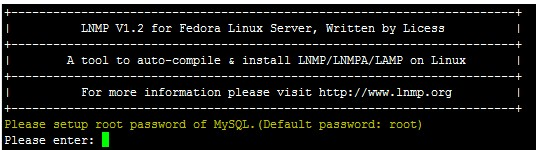 LNMP V1.2 for Fedora Linux Server, Written by Licess
A tool to auto-compile & install LNMP/LNMPA/LAMP on Linux
For more information please visit http://www.lnmp.org
Please setup root password of MySQL.(Default password: root)
Please enter: